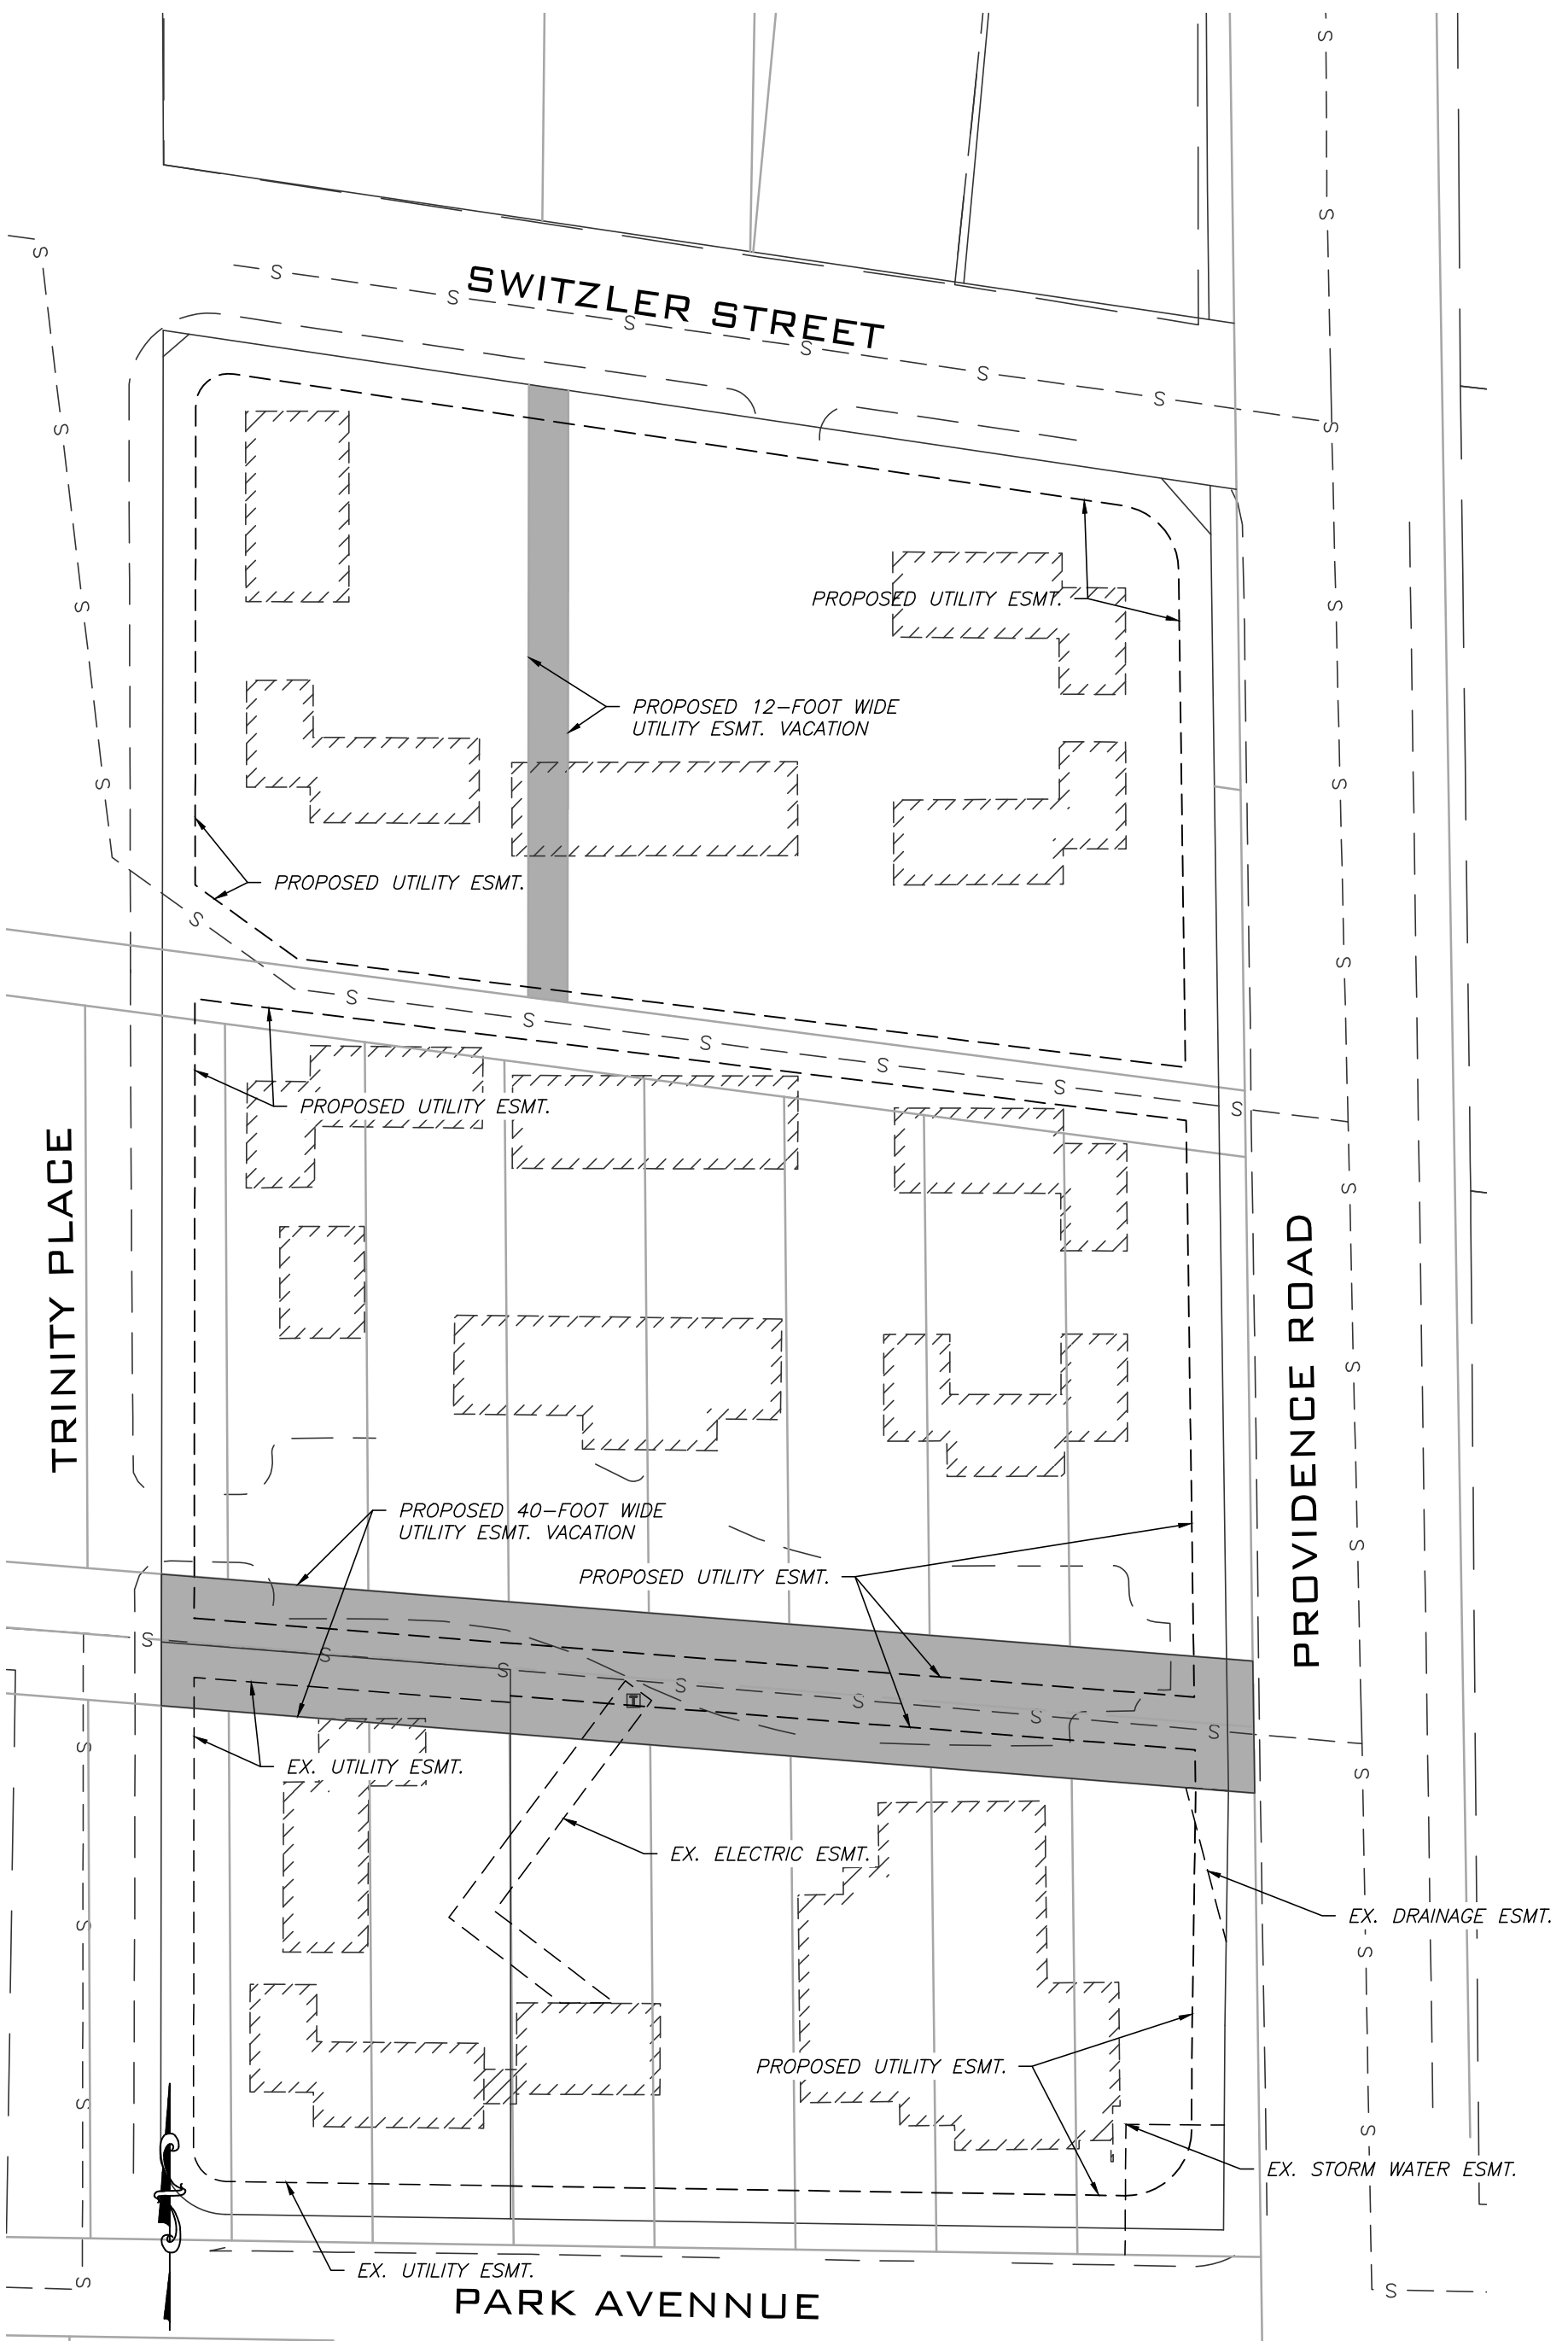 SWITZLER STREET
PROPOSED UTILITY ESMT.
PROPOSED 12-FOOT WIDE
UTILITY ESMT. VACATION
PROPOSED UTILITY ESMT.
PROPOSED UTILITY ESMT.
TRINITY PLACE
PROVIDENCE ROAD
PROPOSED 40-FOOT WIDE
UTILITY ESMT. VACATION
PROPOSED UTILITY ESMT.
T
EX. UTILITY ESMT.
EX. ELECTRIC ESMT.
EX. DRAINAGE ESMT.
PROPOSED UTILITY ESMT.
EX. STORM WATER ESMT.
EX. UTILITY ESMT.
PARK AVENNUE